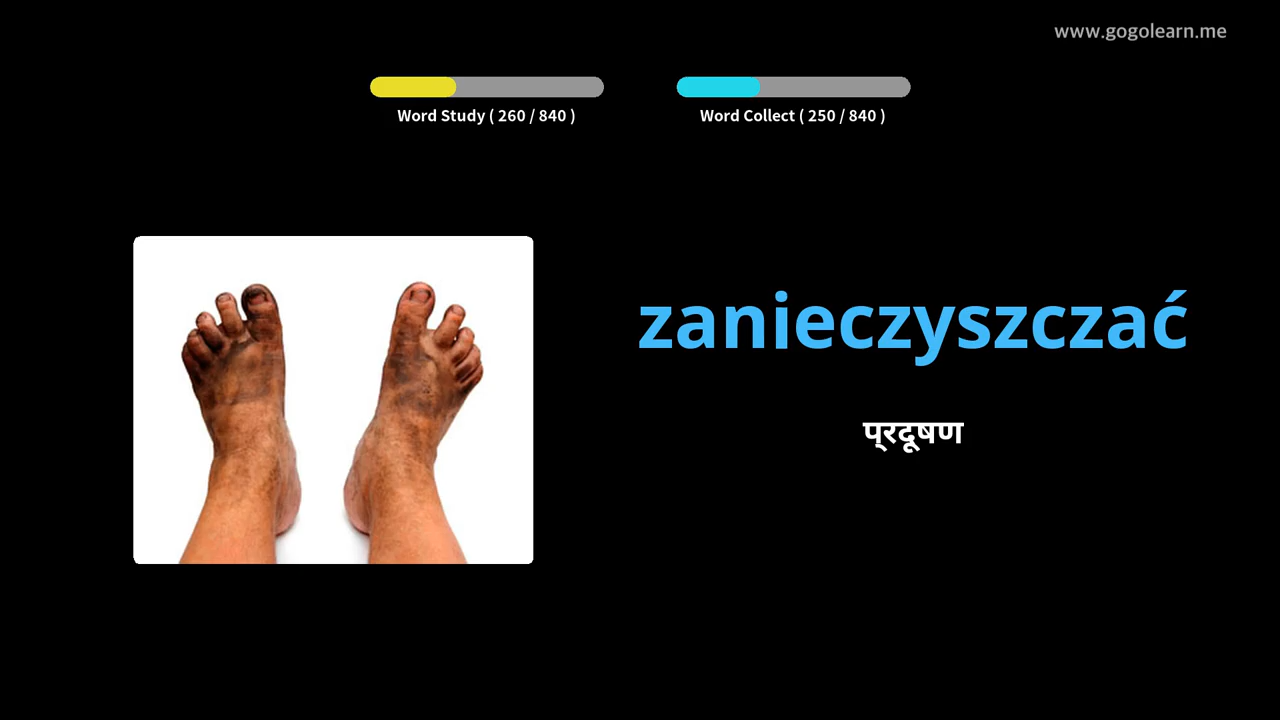 www.gogolearn.me
Word Study ( 260 / 840 )
Word Collect ( 250 / 840 )
zanieczyszczać
प्रदूषण